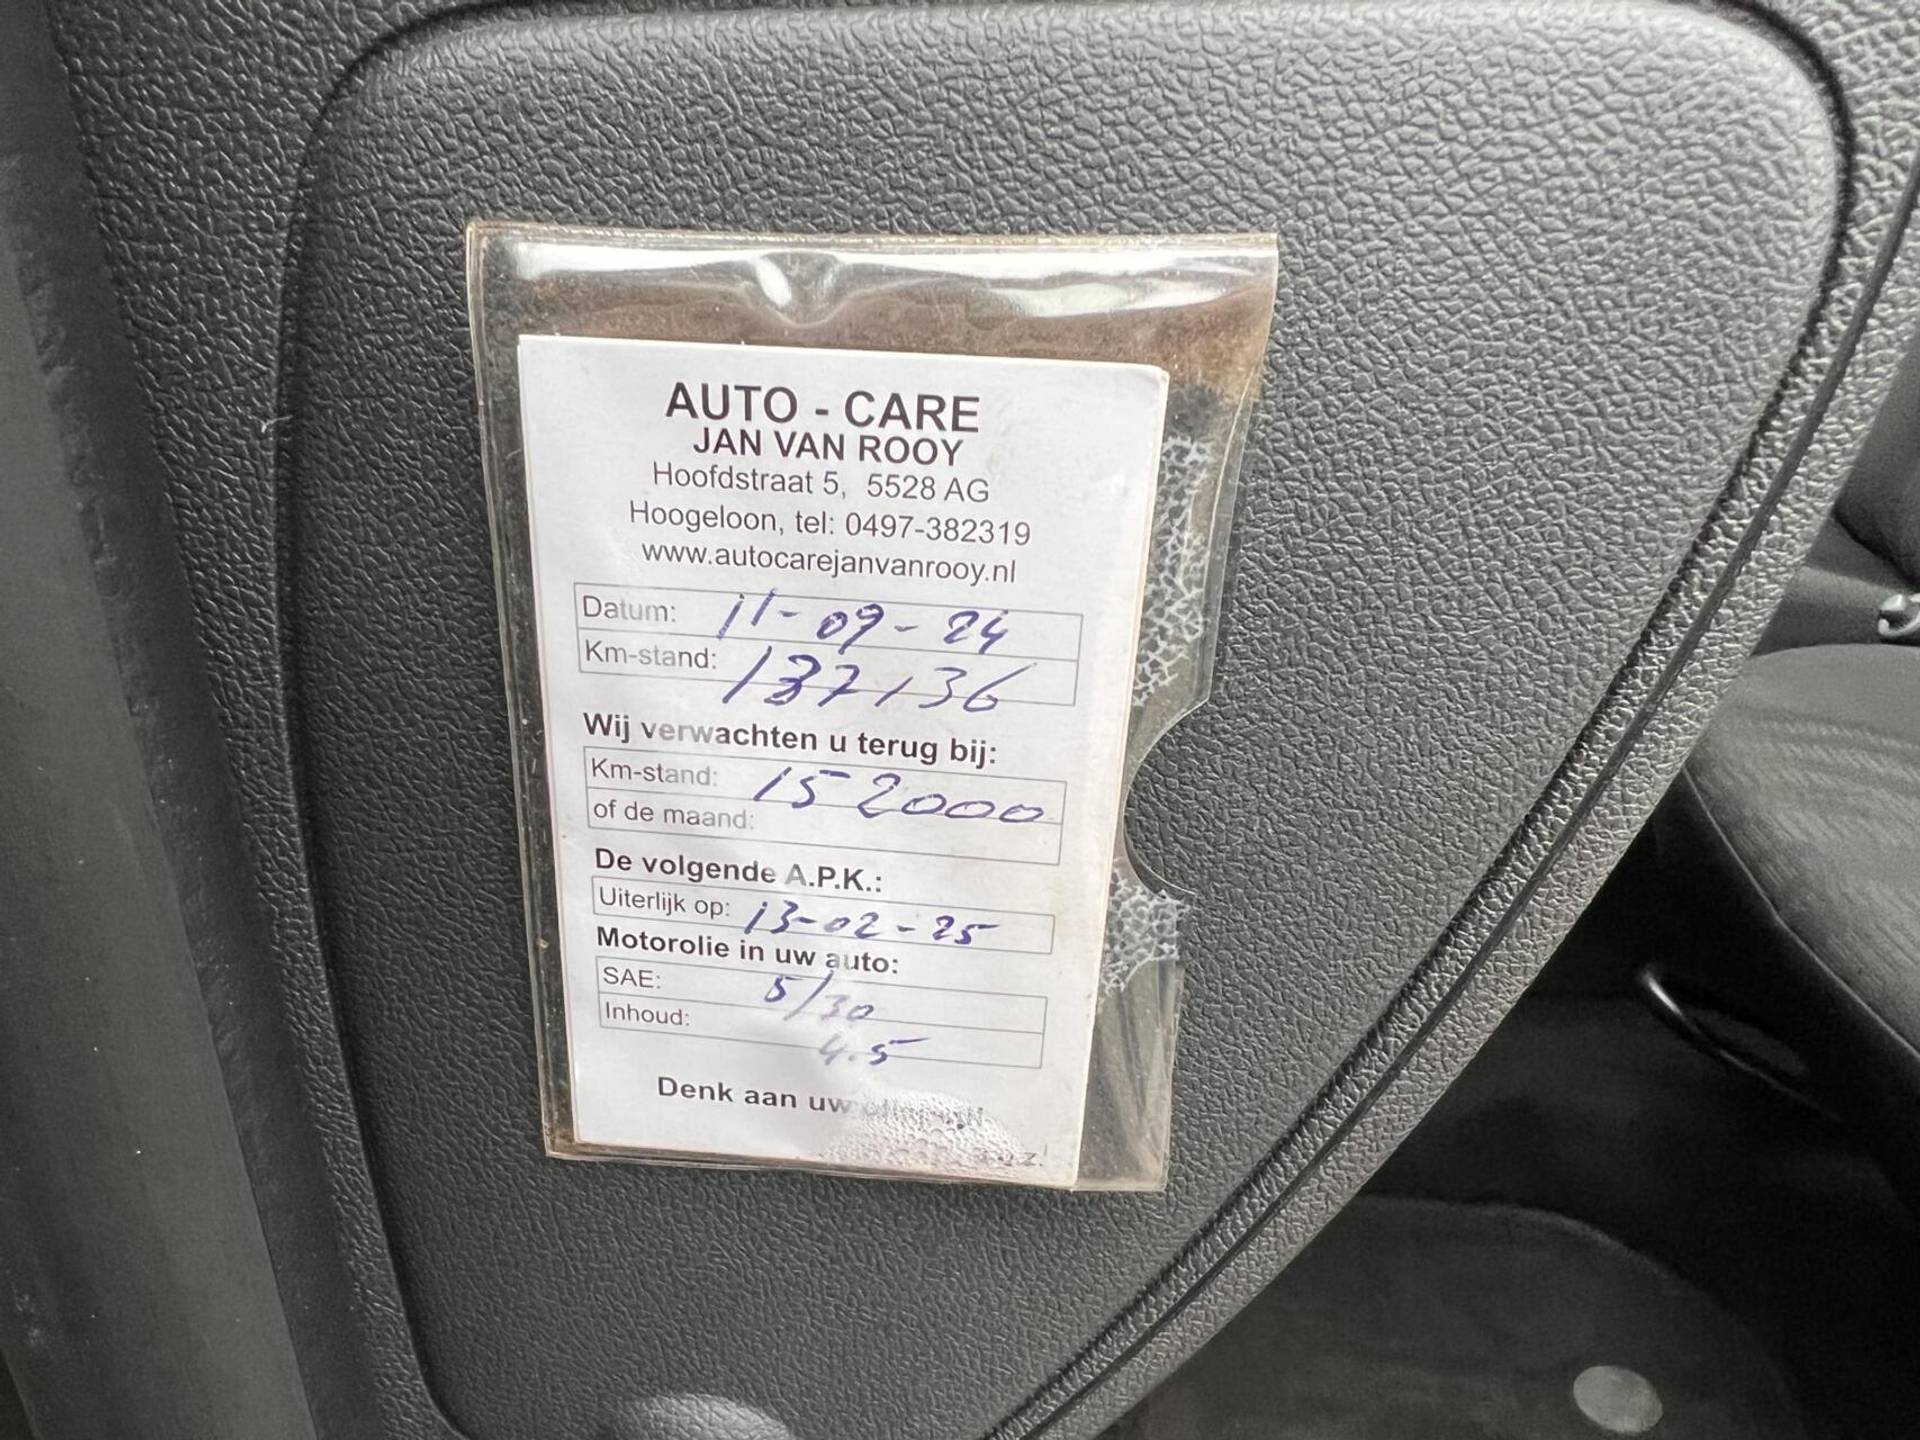 AUTO - CARE
JAN VAN ROOY
Hoofdstraat 5, 5528 AG
Hoogeloon, tel: 0497-382319
www.autocarejanvanrooy.nl
Datum: 11-09-24
Km-stand: 137136
Wij verwachten u terug bij:
Km-stand: 152000
of de maand:
De volgende A.P.K.:
Uiterlijk op: 13-02-25
Motorolie in uw auto:
SAE: 5/30
Inhoud: 4.5
Denk aan uw